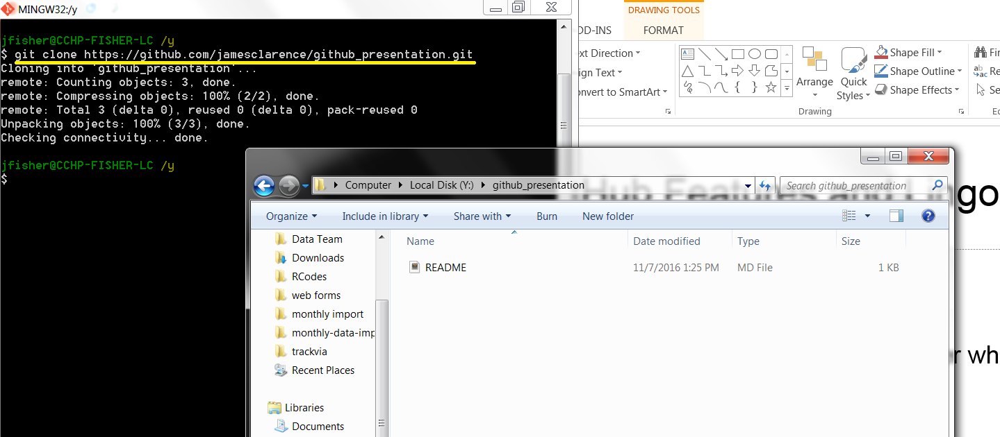 MINGW32:/y
jfisher@CCHP-FISHER-LC /y
$ git clone https://github.com/jamesclarence/github_presentation.git
Cloning into 'github_presentation'...
remote: Counting objects: 3, done.
remote: Compressing objects: 100% (2/2), done.
remote: Total 3 (delta 0), reused 0 (delta 0), pack-reused 0
Unpacking objects: 100% (3/3), done.
Checking connectivity... done.
jfisher@CCHP-FISHER-LC /y
$
DRAWING TOOLS
DD-INS FORMAT
ext Direction
ign Text
onvert to SmartArt
Arrange
Quick
Styles
Shape Fill
Shape Outline
Shape Effects
Drawing
Fin
Re
Se
Ed
Hub Features and Lingo
r wh
Computer Local Disk (Y:) github_presentation
Search github_presentation
Organize Include in library Share with Burn New folder
Name Date modified Type Size
README 11/7/2016 1:25 PM MD File 1 KB
Data Team
Downloads
RCodes
web forms
monthly import
monthly-data-imp
trackvia
Recent Places
Libraries
Documents